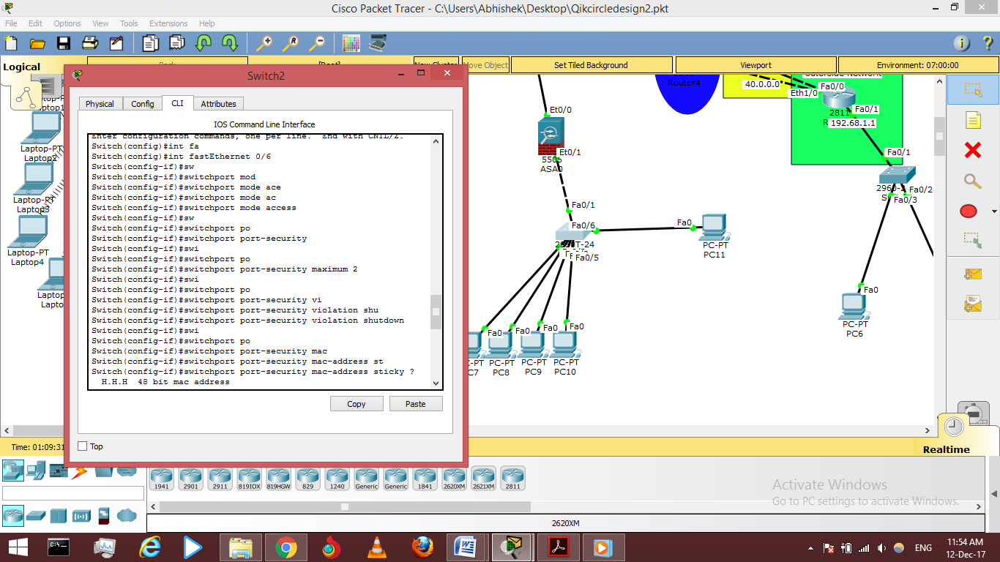 Cisco Packet Tracer - C:\Users\Abhishek\Desktop\Qikcircledesign2.pkt
File Edit Options View Tools Extensions Help
Logical
[Root]
New Cluster
Move Object
Set Tiled Background
Viewport
Environment: 07:00:00
Switch2
Physical
Config
CLI
Attributes
IOS Command Line Interface
Enter configuration commands, one per line.  End with CNTL/Z.
Switch(config)#int fa
Switch(config)#int fastEthernet 0/6
Switch(config-if)#sw
Switch(config-if)#switchport mod
Switch(config-if)#switchport mode ace
Switch(config-if)#switchport mode ac
Switch(config-if)#switchport mode access
Switch(config-if)#sw
Switch(config-if)#switchport po
Switch(config-if)#switchport port-security
Switch(config-if)#swi
Switch(config-if)#switchport po
Switch(config-if)#switchport port-security maximum 2
Switch(config-if)#swi
Switch(config-if)#switchport po
Switch(config-if)#switchport port-security vi
Switch(config-if)#switchport port-security violation shu
Switch(config-if)#switchport port-security violation shutdown
Switch(config-if)#swi
Switch(config-if)#switchport po
Switch(config-if)#switchport port-security mac
Switch(config-if)#switchport port-security mac-address st
Switch(config-if)#switchport port-security mac-address sticky ?
H.H.H  48 bit mac address
Copy
Paste
Top
Laptop-PT
Laptop2
Laptop-PT
Laptop3
Laptop-PT
Laptop4
Router4
40.0.0.0
Eth1/0
Fa0/0
2811
Fa0/1
192.68.1.1
Et0/0
5505
ASA0
Et0/1
Fa0/1
Fa0/6
Fa0/5
Fa0
PC-PT
PC11
Fa0/1
Fa0/2
Fa0/3
Fa0
PC-PT
PC6
Fa0
Fa0
Fa0
Fa0
PC-PT
PC8
PC-PT
PC9
PC-PT
PC10
Time: 01:09:31
Realtime
1941
2901
2911
819IOX
819HGW
829
1240
Generic
Generic
1841
2620XM
2621XM
2811
2620XM
Activate Windows
Go to PC settings to activate Windows.
ENG
11:54 AM
12-Dec-17